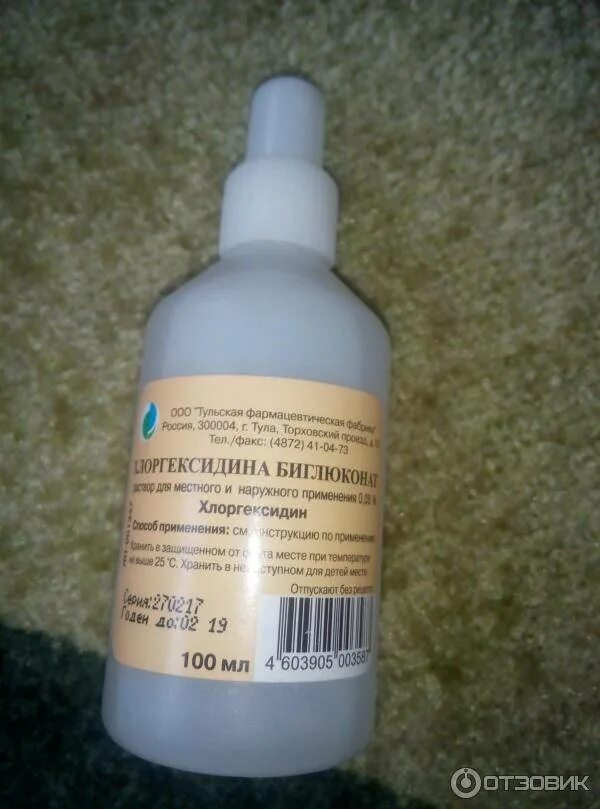 ООО "Тульская фармацевтическая фабрика"
Россия, 300004, г. Тула, Торховский проезд, д.
Тел./факс: (4872) 41-04-73
ХЛОРГЕКСИДИНА БИГЛЮКОНАТ
раствор для местного и наружного применения 0,05 %
Хлоргексидин
Способ применения: см. инструкцию по применению
Хранить в защищенном от света месте при температуре
не выше 25 °С. Хранить в недоступном для детей месте.
Отпускают без рецепта
Серия:270217
Годен до:02 19
100 мл
4 603905 003587
ОТЗОВИК